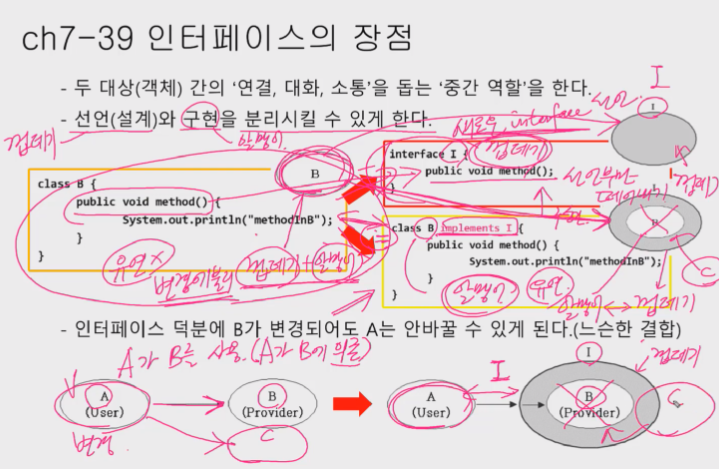 ch7-39 인터페이스의 장점
- 두 대상(객체) 간의 ‘연결, 대화, 소통’을 돕는 ‘중간 역할’을 한다.
- 선언(설계)와 구현을 분리시킬 수 있게 한다.
껍데기
알맹이.
새로운 interface 선언.
I
I
B
class B {
public void method() {
System.out.println("methodInB");
}
}
유연X
변경에 불리
껍데기+알맹이
interface I {
껍데기
public void method();
}
선언부만
떼어내기
구현.
껍데기
class B implements I {
public void method() {
System.out.println("methodInB");
}
}
알맹이
유연.
I
B
C
알맹이 ↔ 껍데기
- 인터페이스 덕분에 B가 변경되어도 A는 안바꿀 수 있게 된다.(느슨한 결합)
A가 B를 사용. (A가 B에 의존)
A
(User)
변경.
B
(Provider)
C
A
(User)
I
I
B
(Provider)
껍데기
C